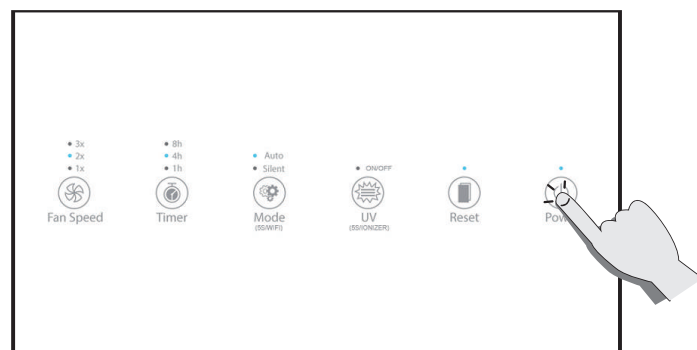 3x
2x
1x
Fan Speed
8h
4h
1h
Timer
Auto
Silent
Mode
(5S/WIFI)
ON/OFF
UV
(5S/IONIZER)
Reset
Pow